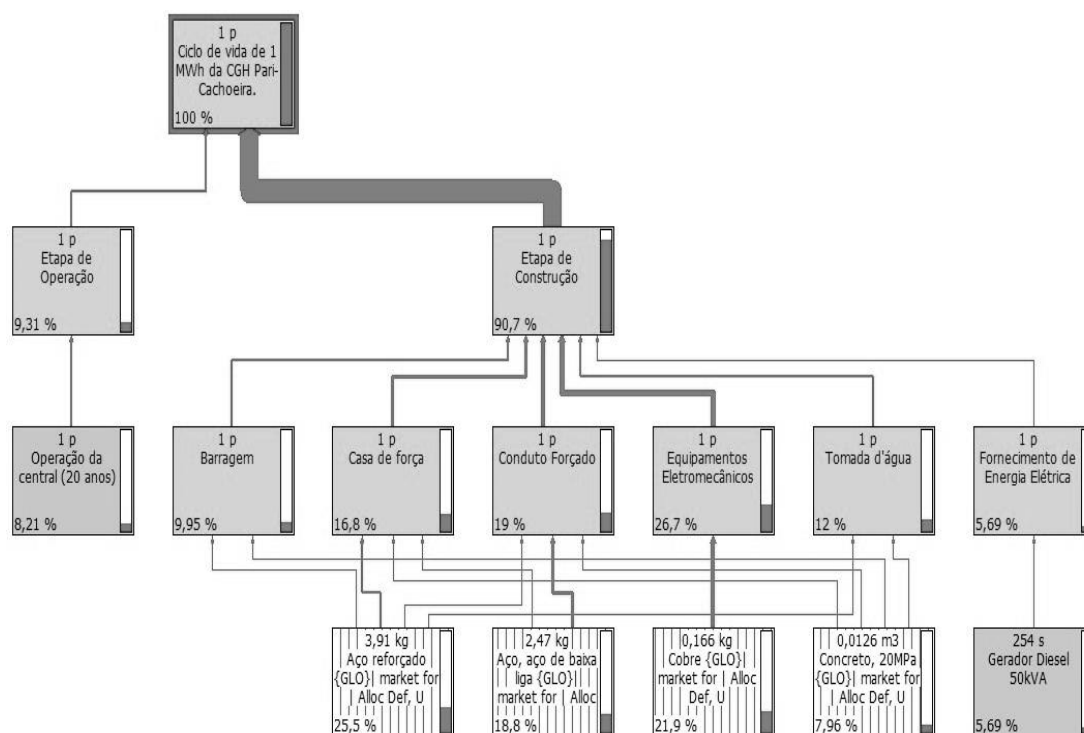 1 p
Ciclo de vida de 1
MWh da CGH Pari-
Cachoeira.
100 %
1 p
Etapa de
Operação
9,31 %
1 p
Etapa de
Construção
90,7 %
1 p
Operação da
central (20 anos)
8,21 %
1 p
Barragem
9,95 %
1 p
Casa de força
16,8 %
1 p
Conduto Forçado
19 %
1 p
Equipamentos
Eletromecânicos
26,7 %
1 p
Tomada d'água
12 %
1 p
Fornecimento de
Energia Elétrica
5,69 %
3,91 kg
Aço reforçado
{GLO}| market for
| Alloc Def, U
25,5 %
2,47 kg
Aço, aço de baixa
liga {GLO}|
market for | Alloc
18,8 %
0,166 kg
Cobre {GLO}|
market for | Alloc
Def, U
21,9 %
0,0126 m3
Concreto, 20MPa
{GLO}| market for
| Alloc Def, U
7,96 %
254 s
Gerador Diesel
50kVA
5,69 %